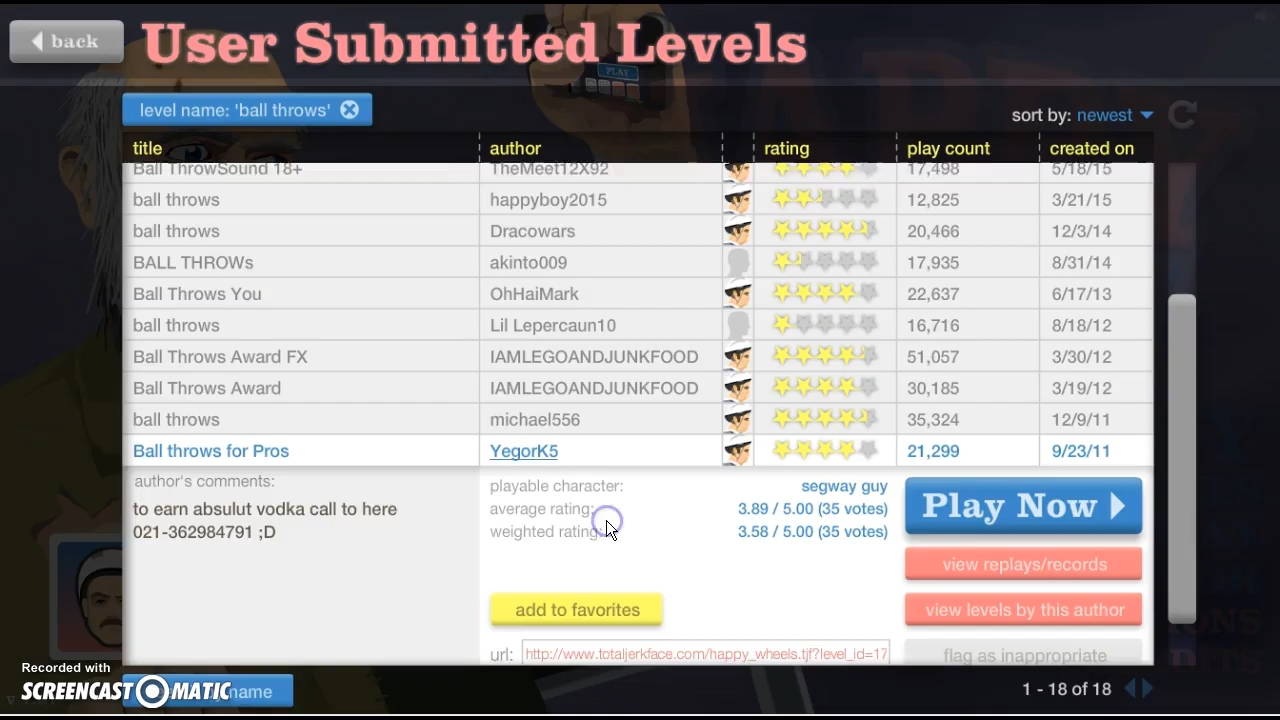 back
User Submitted Levels
PLAY
level name: 'ball throws'
sort by: newest
title author rating play count created on
Ball ThrowSound 18+ TheMeet12X92 17,498 5/18/15
ball throws happyboy2015 12,825 3/21/15
ball throws Dracowars 20,466 12/3/14
BALL THROWs akinto009 17,935 8/31/14
Ball Throws You OhHaiMark 22,637 6/17/13
ball throws Lil Lepercaun10 16,716 8/18/12
Ball Throws Award FX IAMLEGOANDJUNKFOOD 51,057 3/30/12
Ball Throws Award IAMLEGOANDJUNKFOOD 30,185 3/19/12
ball throws michael556 35,324 12/9/11
Ball throws for Pros YegorK5 21,299 9/23/11
author's comments:
to earn absulut vodka call to here
021-362984791 ;D
playable character: segway guy
average rating: 3.89 / 5.00 (35 votes)
weighted rating: 3.58 / 5.00 (35 votes)
Play Now
view replays/records
add to favorites
view levels by this author
url: http://www.totaljerkface.com/happy_wheels.tjf?level_id=17
flag as inappropriate
Recorded with
SCREENCAST MATIC
name
1 - 18 of 18